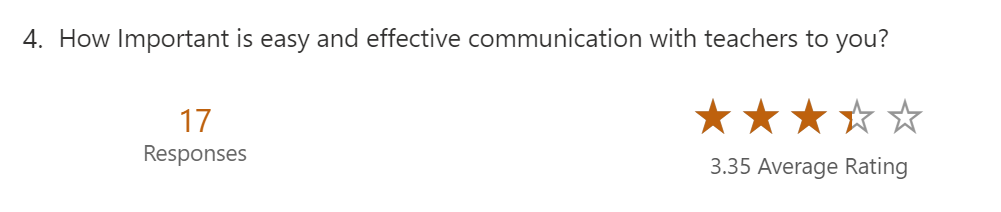 4. How Important is easy and effective communication with teachers to you?
17
Responses
3.35 Average Rating